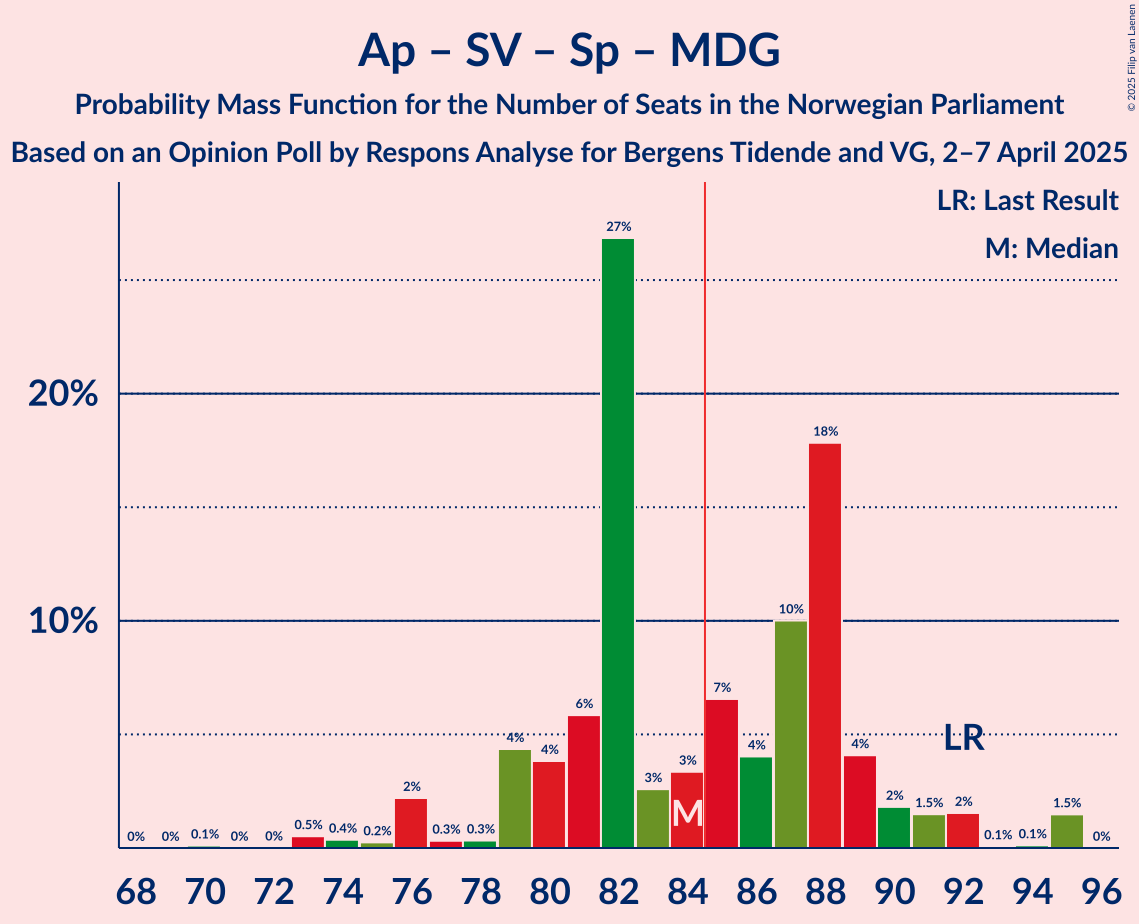 Ap – SV – Sp – MDG
Probability Mass Function for the Number of Seats in the Norwegian Parliament
Based on an Opinion Poll by Respons Analyse for Bergens Tidende and VG, 2–7 April 2025
© 2025 Filip van Laenen
LR: Last Result
M: Median
20%
10%
0% 0% 0.1% 0% 0% 0.5% 0.4% 0.2% 2% 0.3% 0.3% 4% 4% 6% 27% 3% 3% 7% 4% 10% 18% 4% 2% 1.5% 2% 0.1% 0.1% 1.5% 0%
LR
M
68 70 72 74 76 78 80 82 84 86 88 90 92 94 96